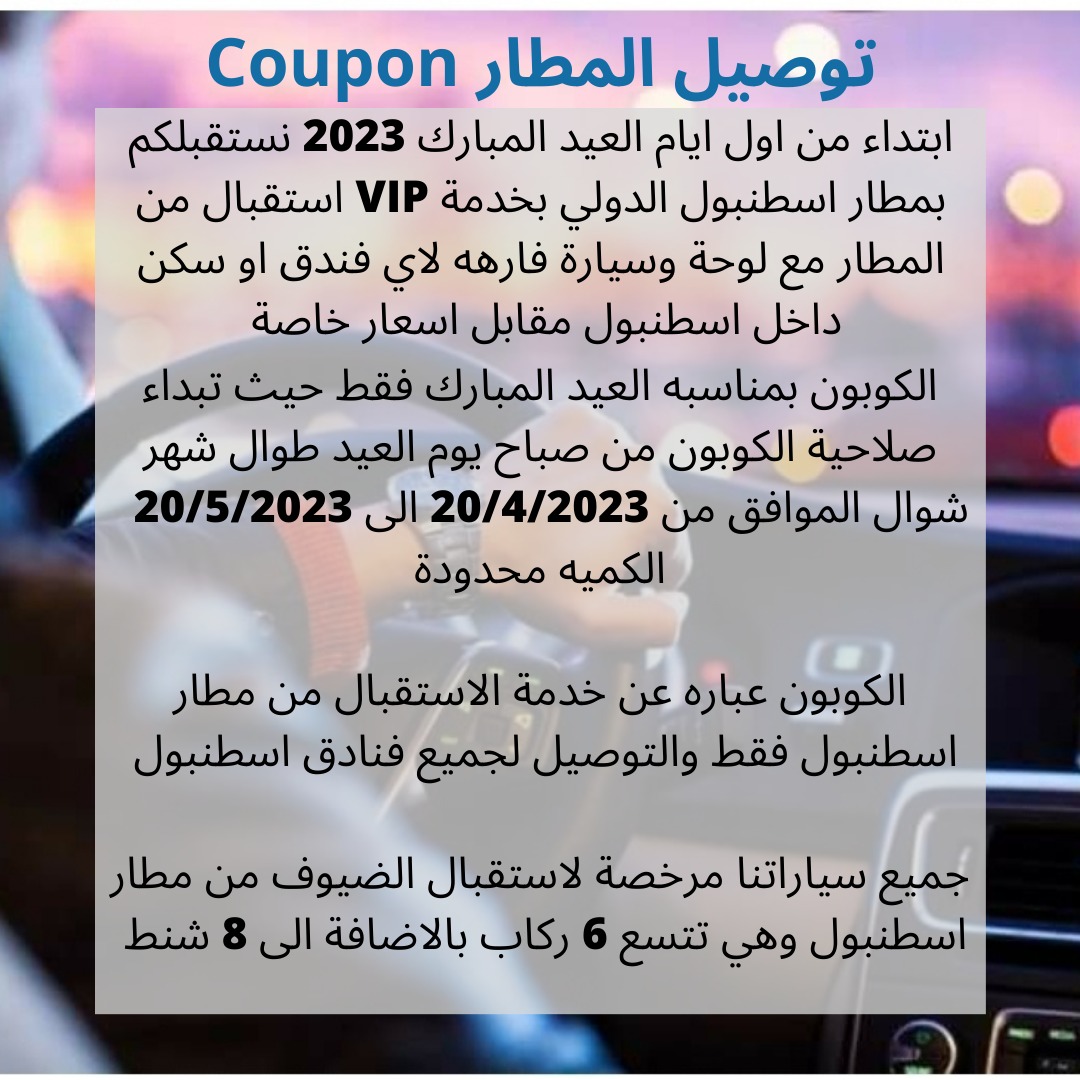 توصيل المطار Coupon
ابتداء من اول ايام العيد المبارك 2023 نستقبلكم
بمطار اسطنبول الدولي بخدمة VIP استقبال من
المطار مع لوحة وسيارة فارهه لاي فندق او سكن
داخل اسطنبول مقابل اسعار خاصة
الكوبون بمناسبه العيد المبارك فقط حيث تبداء
صلاحية الكوبون من صباح يوم العيد طوال شهر
شوال الموافق من 20/4/2023 الى 20/5/2023
الكميه محدودة
الكوبون عباره عن خدمة الاستقبال من مطار
اسطنبول فقط والتوصيل لجميع فنادق اسطنبول
جميع سياراتنا مرخصة لاستقبال الضيوف من مطار
اسطنبول وهي تتسع 6 ركاب بالاضافة الى 8 شنط